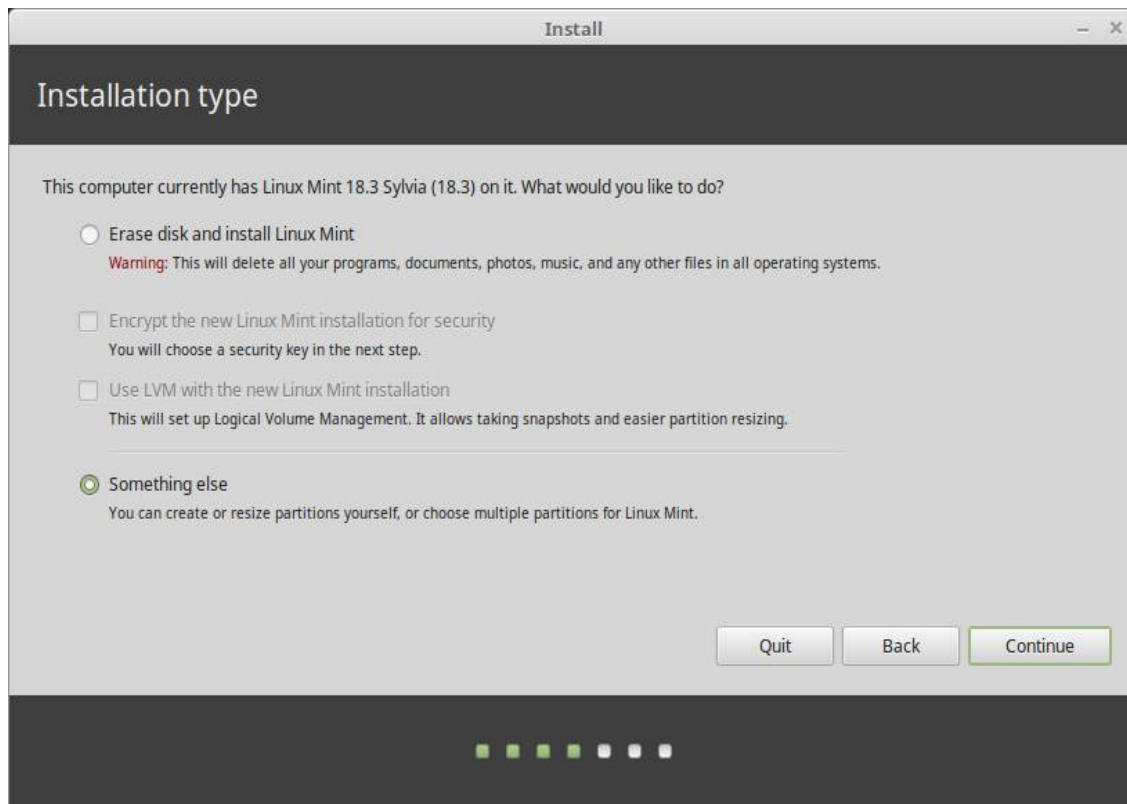 Install
Installation type
This computer currently has Linux Mint 18.3 Sylvia (18.3) on it. What would you like to do?
Erase disk and install Linux Mint
Warning: This will delete all your programs, documents, photos, music, and any other files in all operating systems.
Encrypt the new Linux Mint installation for security
You will choose a security key in the next step.
Use LVM with the new Linux Mint installation
This will set up Logical Volume Management. It allows taking snapshots and easier partition resizing.
Something else
You can create or resize partitions yourself, or choose multiple partitions for Linux Mint.
Quit Back Continue